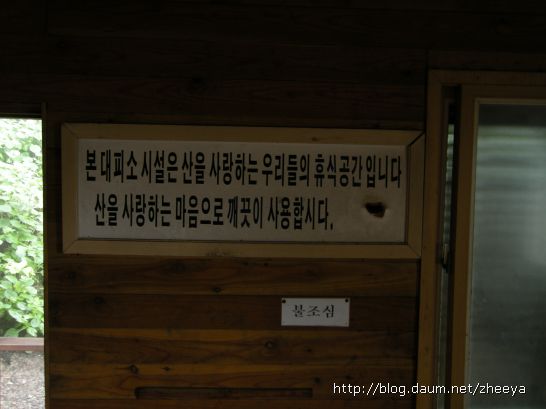 본 대피소 시설은 산을 사랑하는 우리들의 휴식공간입니다
산을 사랑하는 마음으로 깨끗이 사용합시다.
불조심
http://blog.daum.net/zheeya